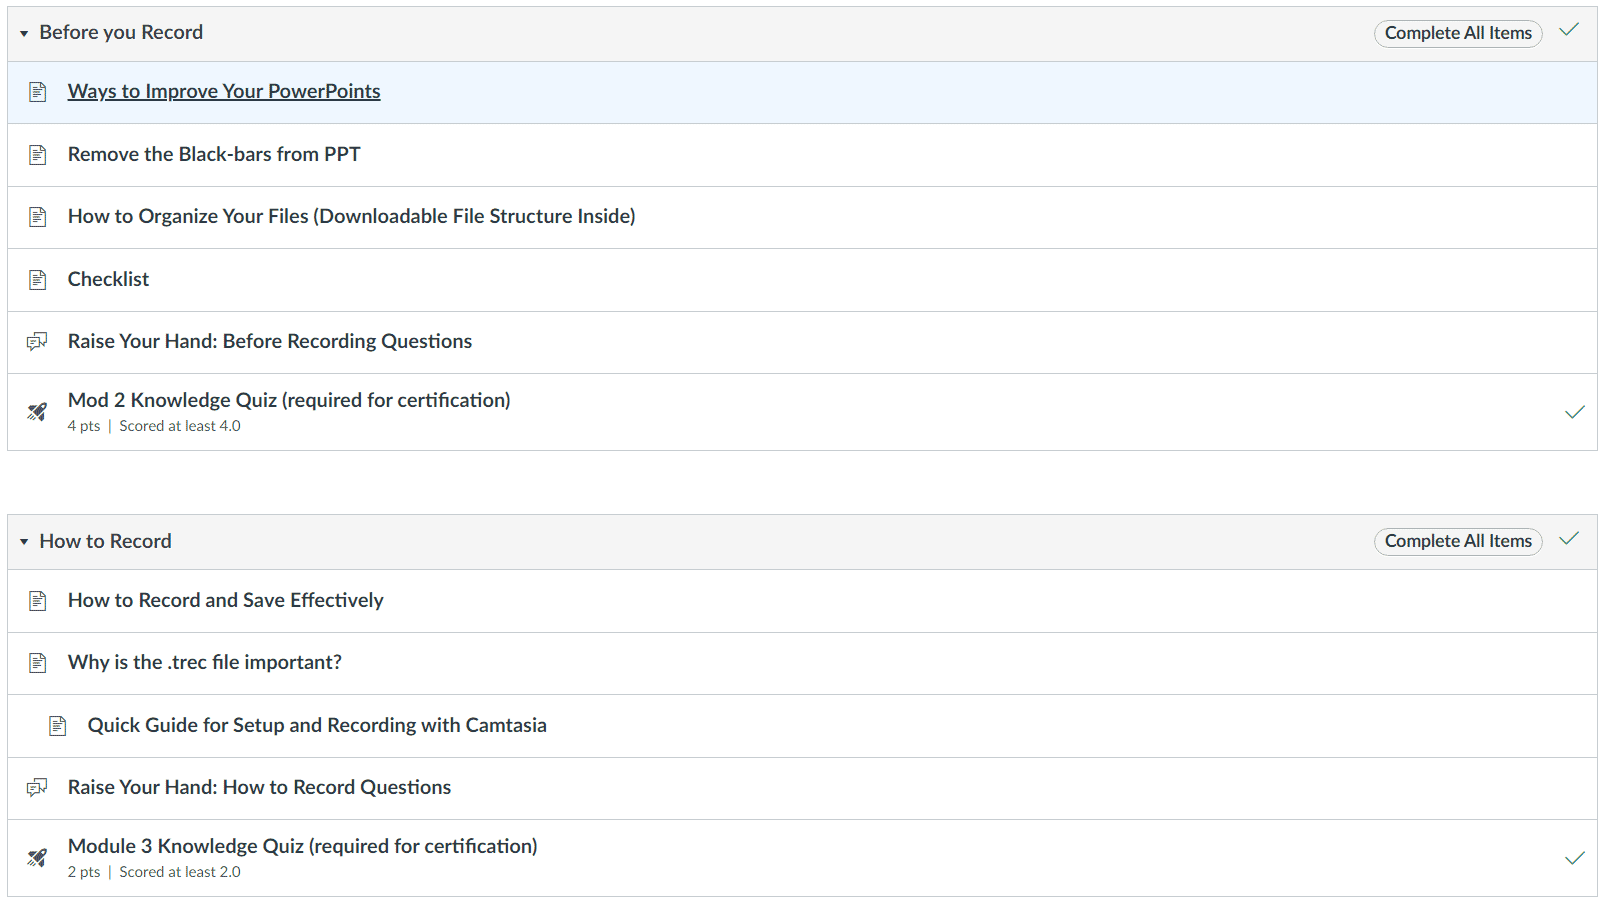 Before you Record
Complete All Items
Ways to Improve Your PowerPoints
Remove the Black-bars from PPT
How to Organize Your Files (Downloadable File Structure Inside)
Checklist
Raise Your Hand: Before Recording Questions
Mod 2 Knowledge Quiz (required for certification)
4 pts | Scored at least 4.0
How to Record
Complete All Items
How to Record and Save Effectively
Why is the .trec file important?
Quick Guide for Setup and Recording with Camtasia
Raise Your Hand: How to Record Questions
Module 3 Knowledge Quiz (required for certification)
2 pts | Scored at least 2.0